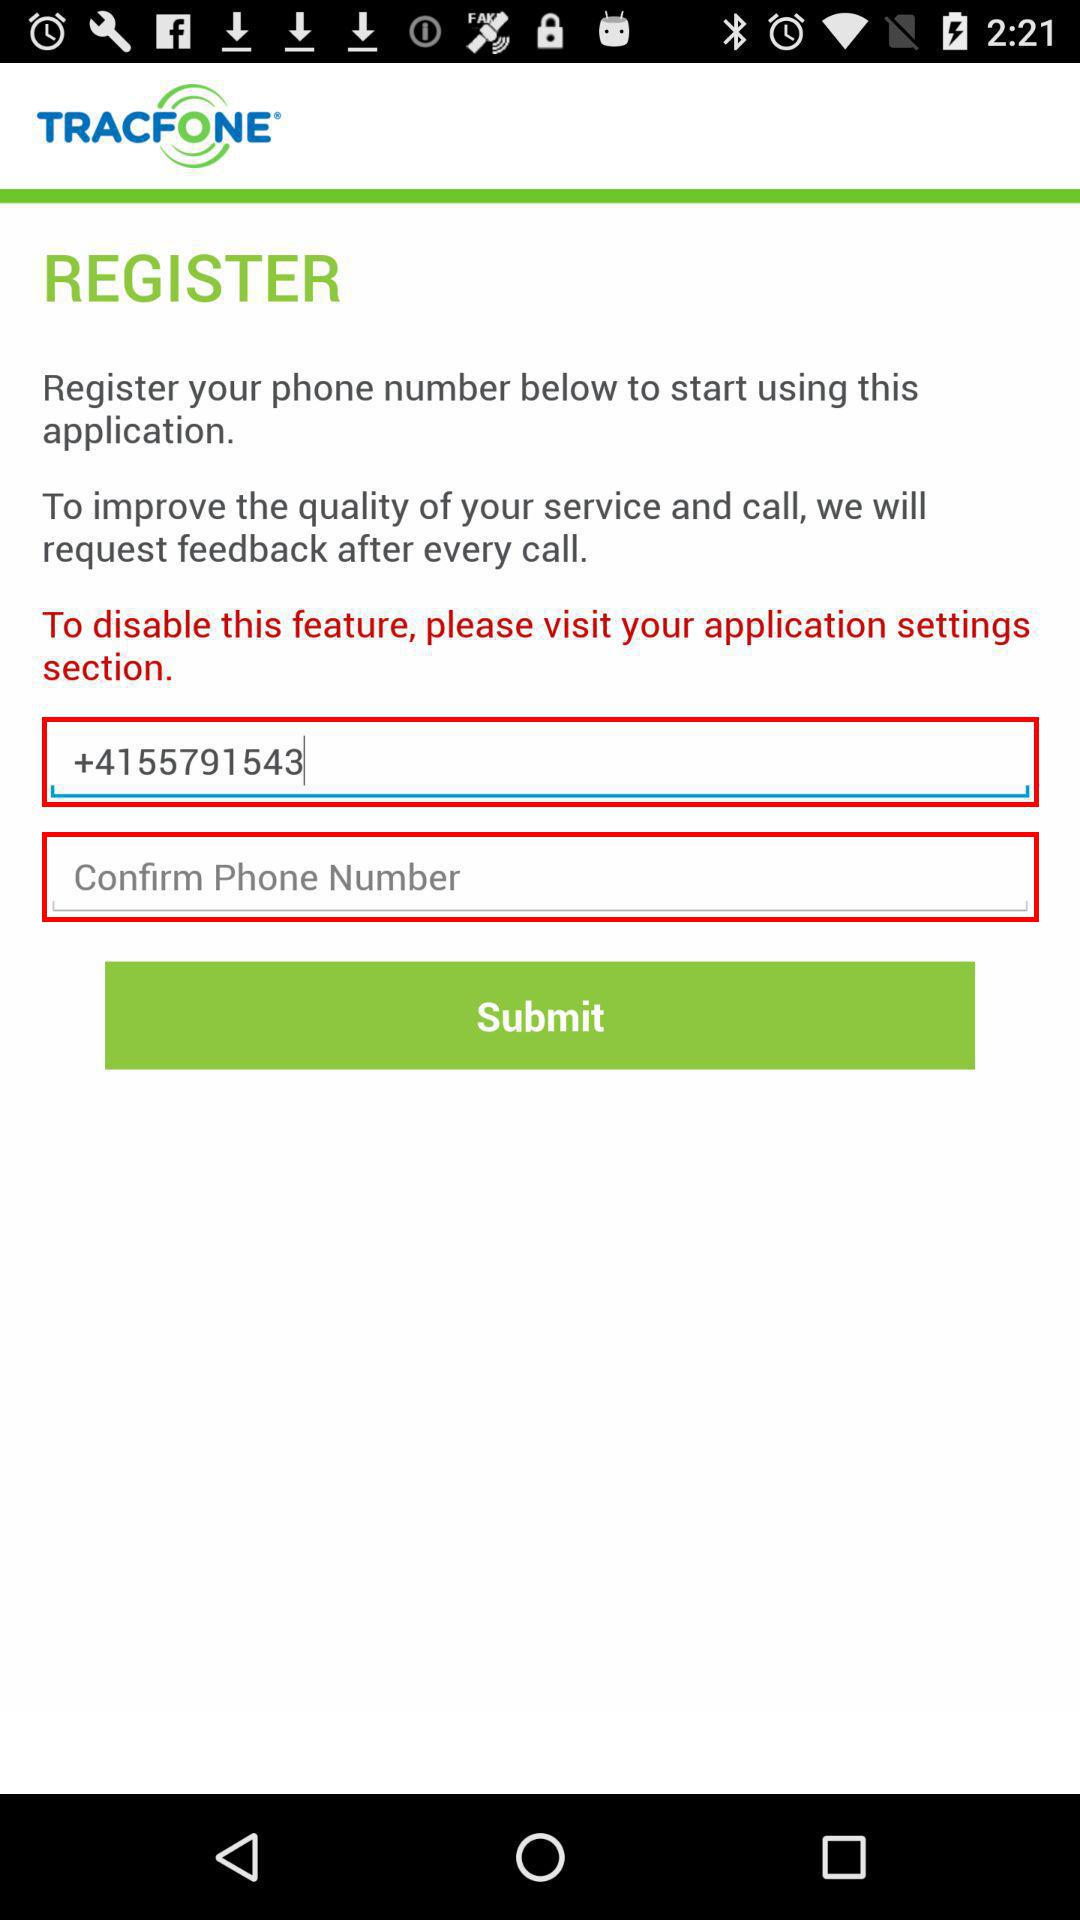 FAKE
2:21
TRACFONE®
REGISTER
Register your phone number below to start using this
application.
To improve the quality of your service and call, we will
request feedback after every call.
To disable this feature, please visit your application settings
section.
+4155791543
Confirm Phone Number
Submit